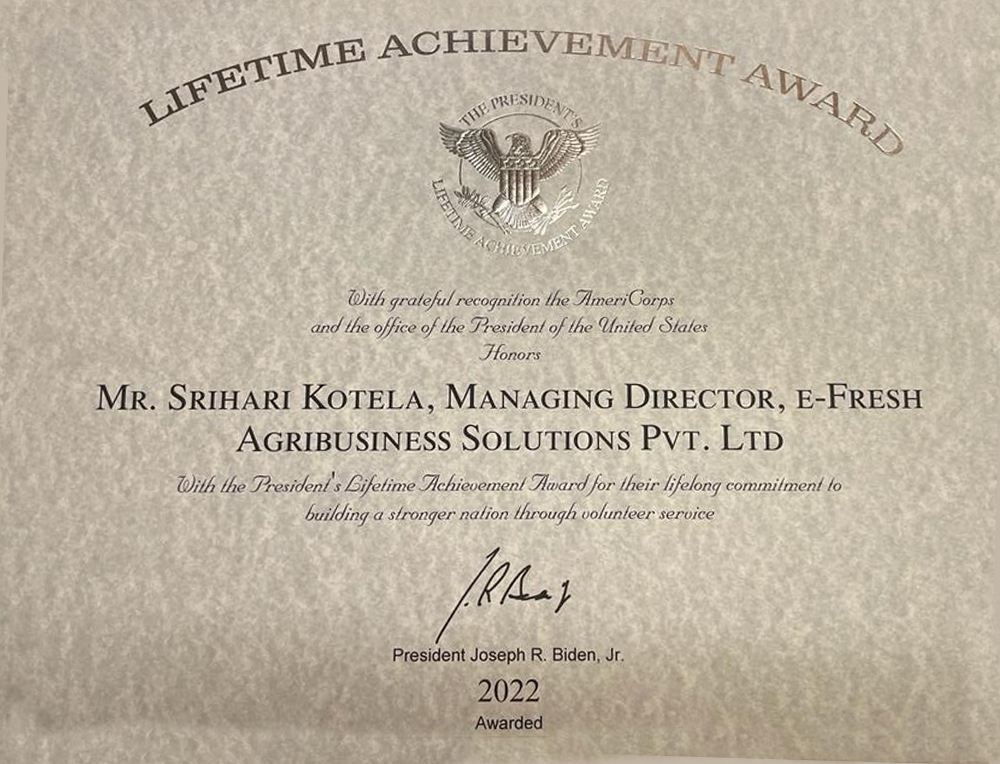 LIFETIME ACHIEVEMENT AWARD
THE PRESIDENT'S
LIFETIME ACHIEVEMENT AWARD
With grateful recognition the AmeriCorps
and the office of the President of the United States
Honors
MR. SRIHARI KOTELA, MANAGING DIRECTOR, E-FRESH
AGRIBUSINESS SOLUTIONS PVT. LTD
With the President's Lifetime Achievement Award for their lifelong commitment to
building a stronger nation through volunteer service
President Joseph R. Biden, Jr.
2022
Awarded